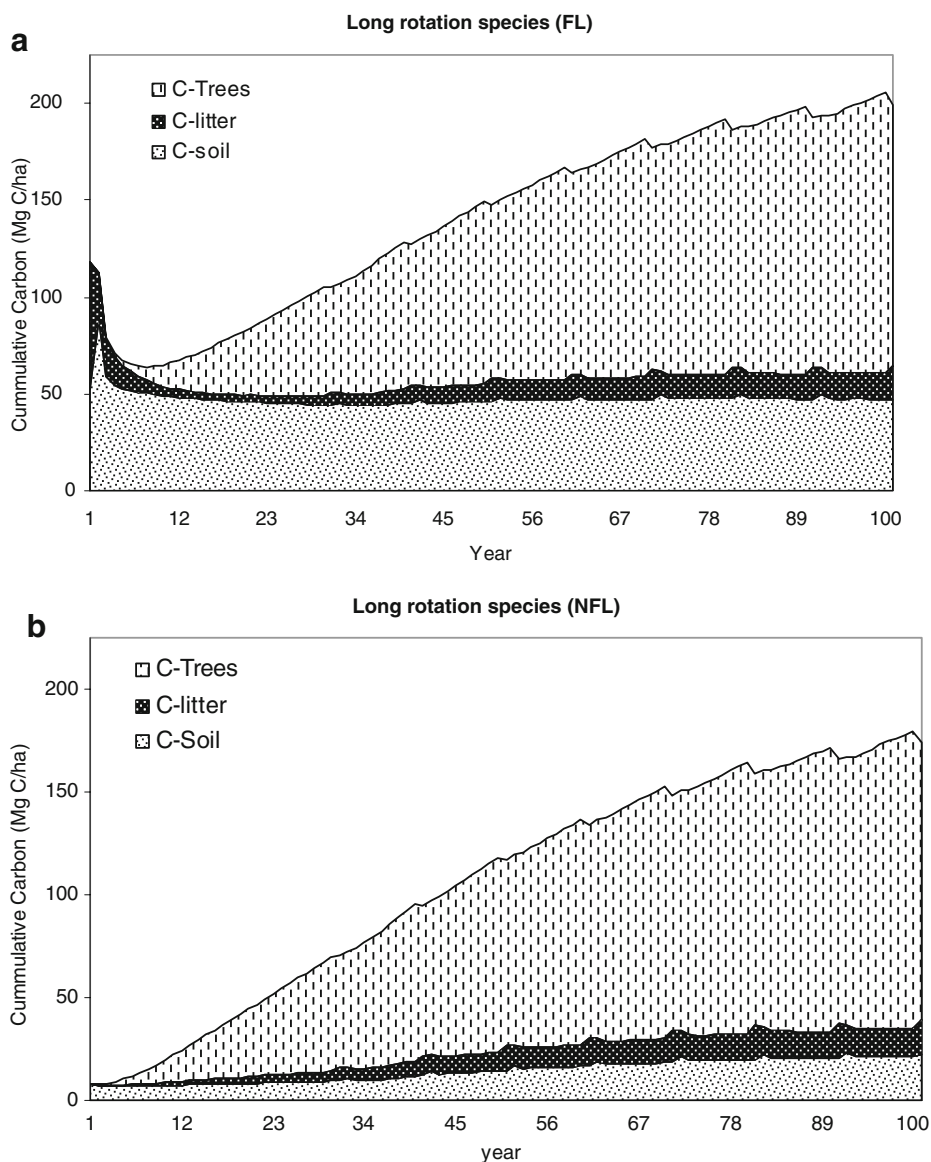 Long rotation species (FL)
a
C-Trees
C-litter
C-soil
Cummulative Carbon (Mg C/ha)
200
150
100
50
0
1 12 23 34 45 56 67 78 89 100
Year
Long rotation species (NFL)
b
C-Trees
C-litter
C-Soil
Cummulative Carbon (Mg C/ha)
200
150
100
50
0
1 12 23 34 45 56 67 78 89 100
year